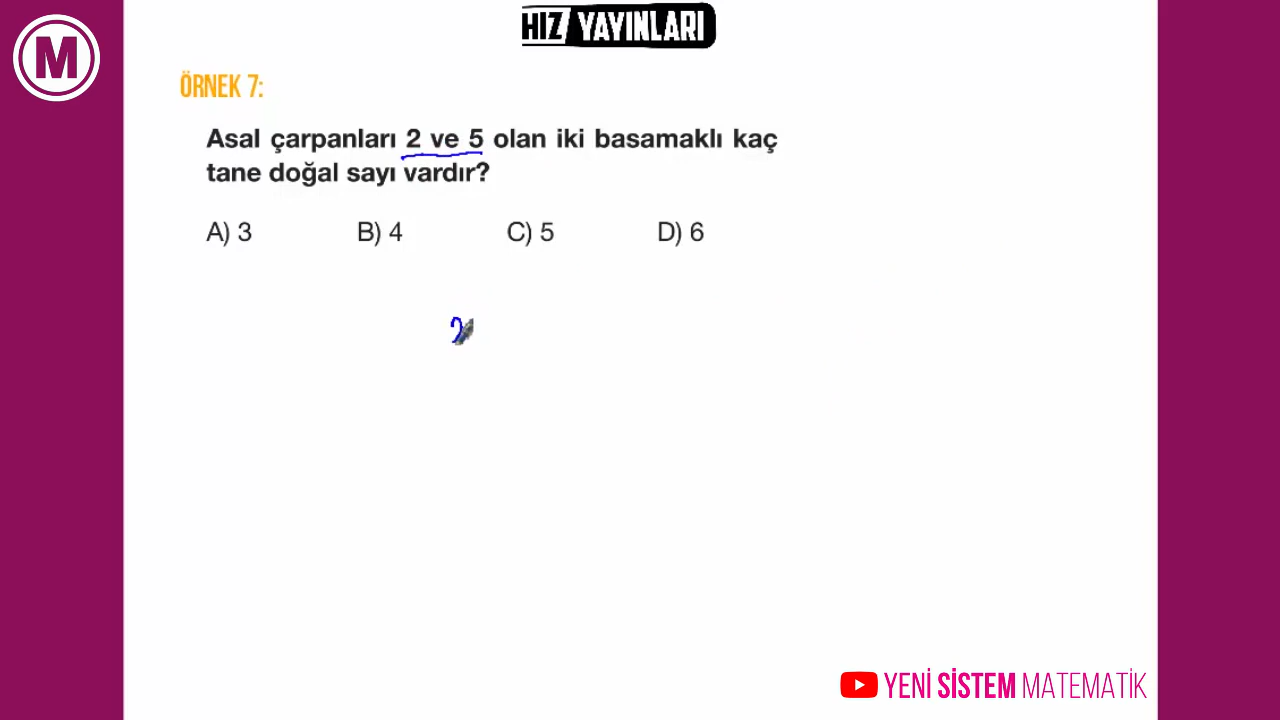 HIZ YAYINLARI
M
ÖRNEK 7:
Asal çarpanları 2 ve 5 olan iki basamaklı kaç
tane doğal sayı vardır?
A) 3 B) 4 C) 5 D) 6
2
YENİ SİSTEM MATEMATİK